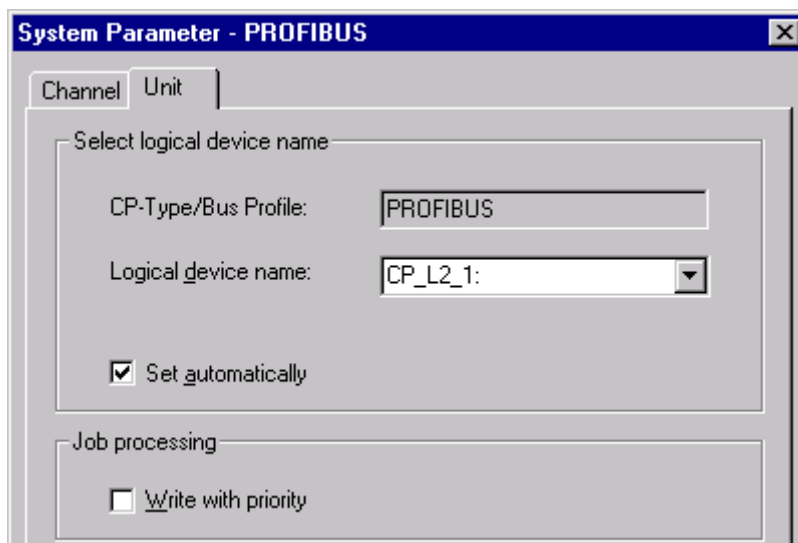 System Parameter - PROFIBUS
Channel Unit
Select logical device name
CP-Type/Bus Profile: PROFIBUS
Logical device name: CP_L2_1:
Set automatically
Job processing
Write with priority